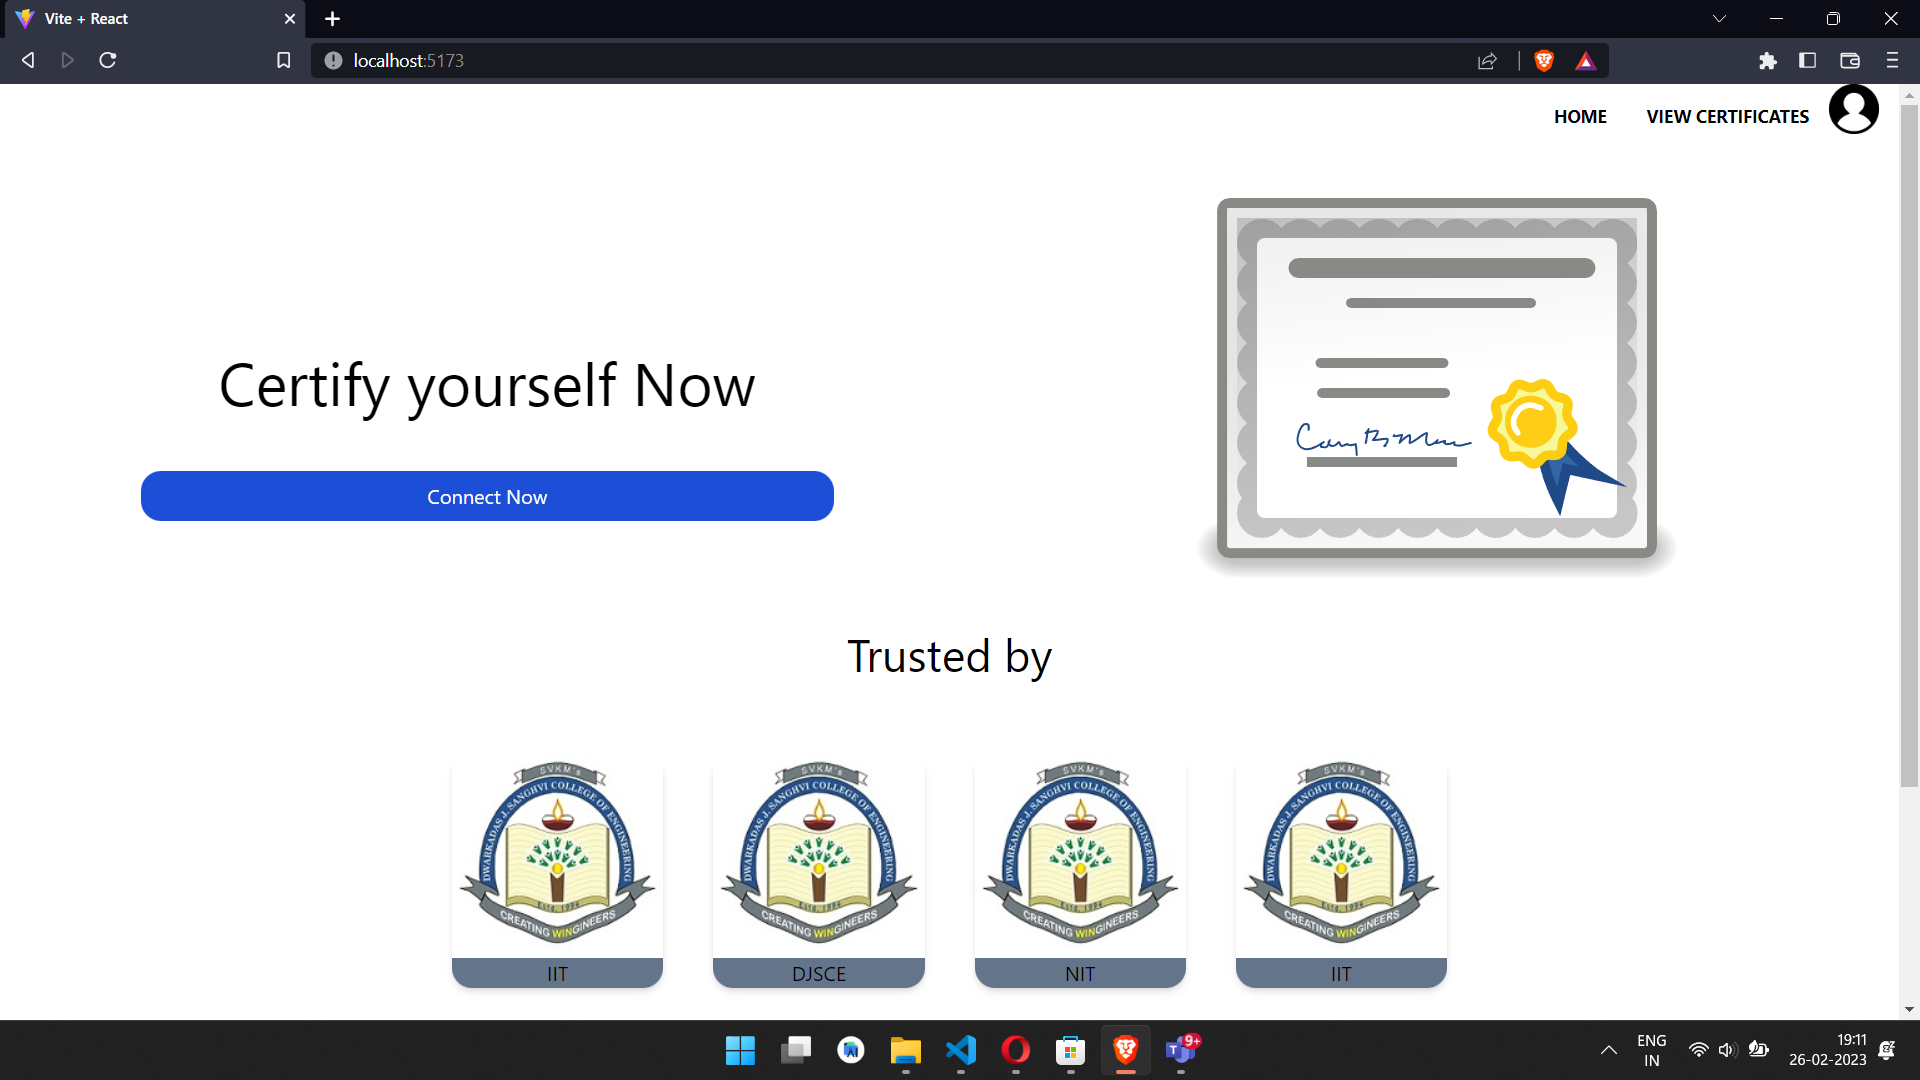 Vite + React
localhost:5173
HOME
VIEW CERTIFICATES
Certify yourself Now
Connect Now
Trusted by
SVKM's
DWARKADAS J. SANGHVI COLLEGE OF ENGINEERING
Estd. 1994
CREATING WINGINEERS
IIT
SVKM's
DWARKADAS J. SANGHVI COLLEGE OF ENGINEERING
Estd. 1994
CREATING WINGINEERS
DJSCE
SVKM's
DWARKADAS J. SANGHVI COLLEGE OF ENGINEERING
Estd. 1994
CREATING WINGINEERS
NIT
SVKM's
DWARKADAS J. SANGHVI COLLEGE OF ENGINEERING
Estd. 1994
CREATING WINGINEERS
IIT
T
9+
ENG
IN
19:11
26-02-2023